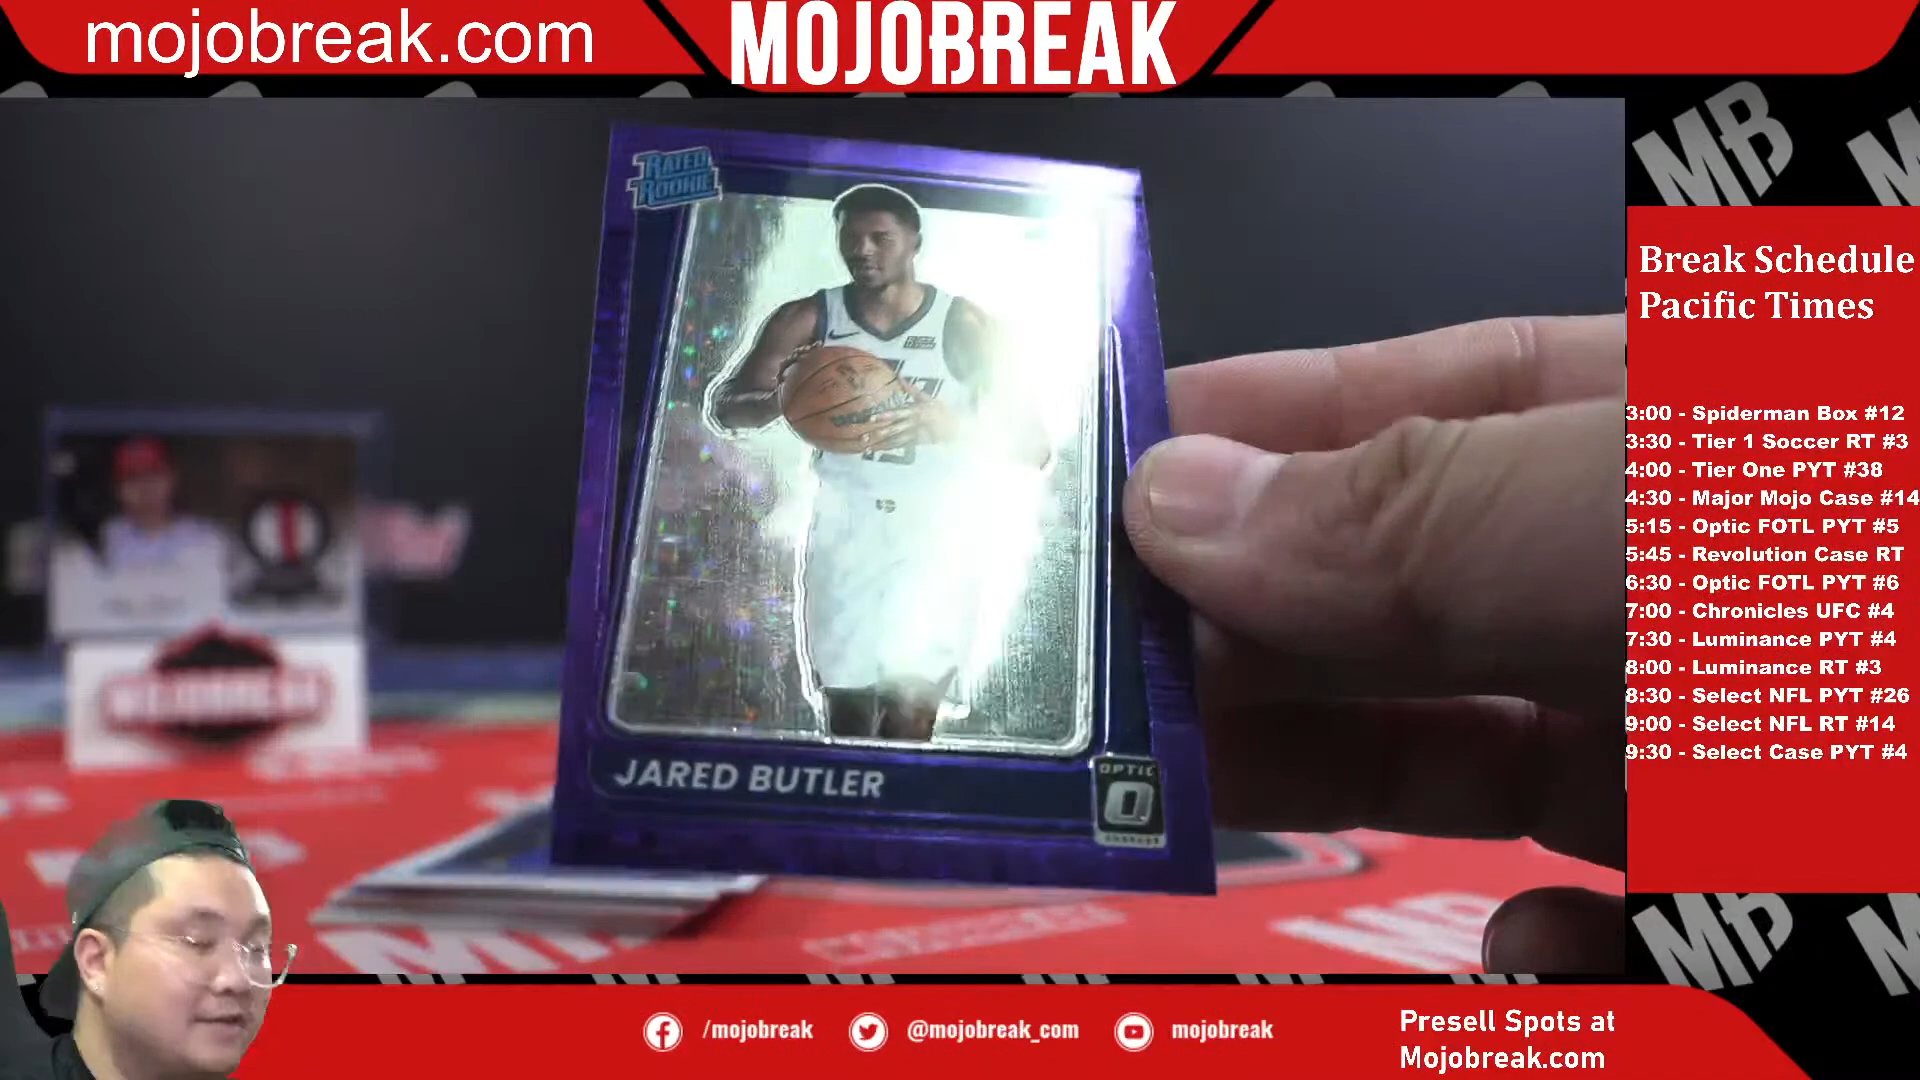 mojobreak.com
MOJOBREAK
RATED
ROOKIE
JARED BUTLER
OPTIC
Break Schedule
Pacific Times
3:00 - Spiderman Box #12
3:30 - Tier 1 Soccer RT #3
4:00 - Tier One PYT #38
4:30 - Major Mojo Case #14
5:15 - Optic FOTL PYT #5
5:45 - Revolution Case RT
6:30 - Optic FOTL PYT #6
7:00 - Chronicles UFC #4
7:30 - Luminance PYT #4
8:00 - Luminance RT #3
8:30 - Select NFL PYT #26
9:00 - Select NFL RT #14
9:30 - Select Case PYT #4
MB
MB
MOJOBREAK
/mojobreak
@mojobreak_com
mojobreak
Presell Spots at
Mojobreak.com